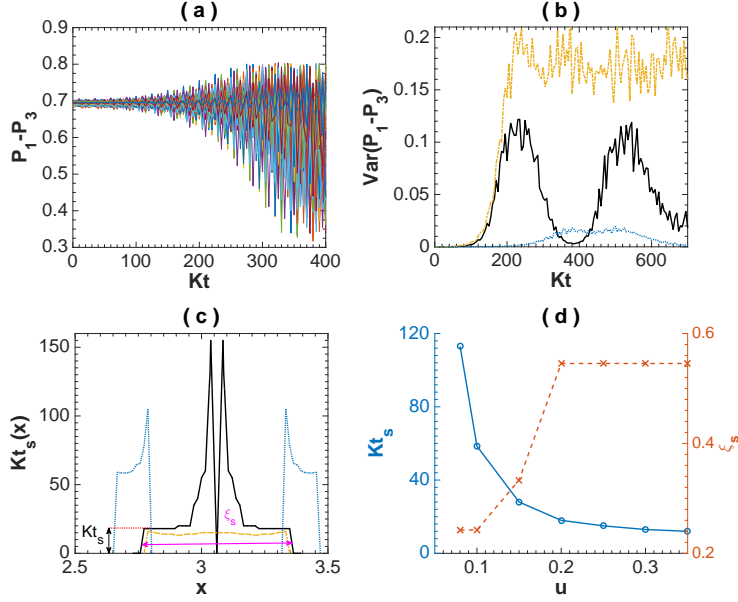 ( a )
0.9
0.8
0.7
0.6
0.5
0.4
0.3
P1-P3
0
100
200
300
400
Kt
( b )
0.2
0.15
0.1
0.05
0
Var(P1-P3)
200
400
600
Kt
( c )
150
100
50
0
Kts(x)
Kts
ξs
2.5
3
3.5
x
( d )
120
80
40
0
Kts
0.6
0.4
0.2
ξs
0.1
0.2
0.3
u